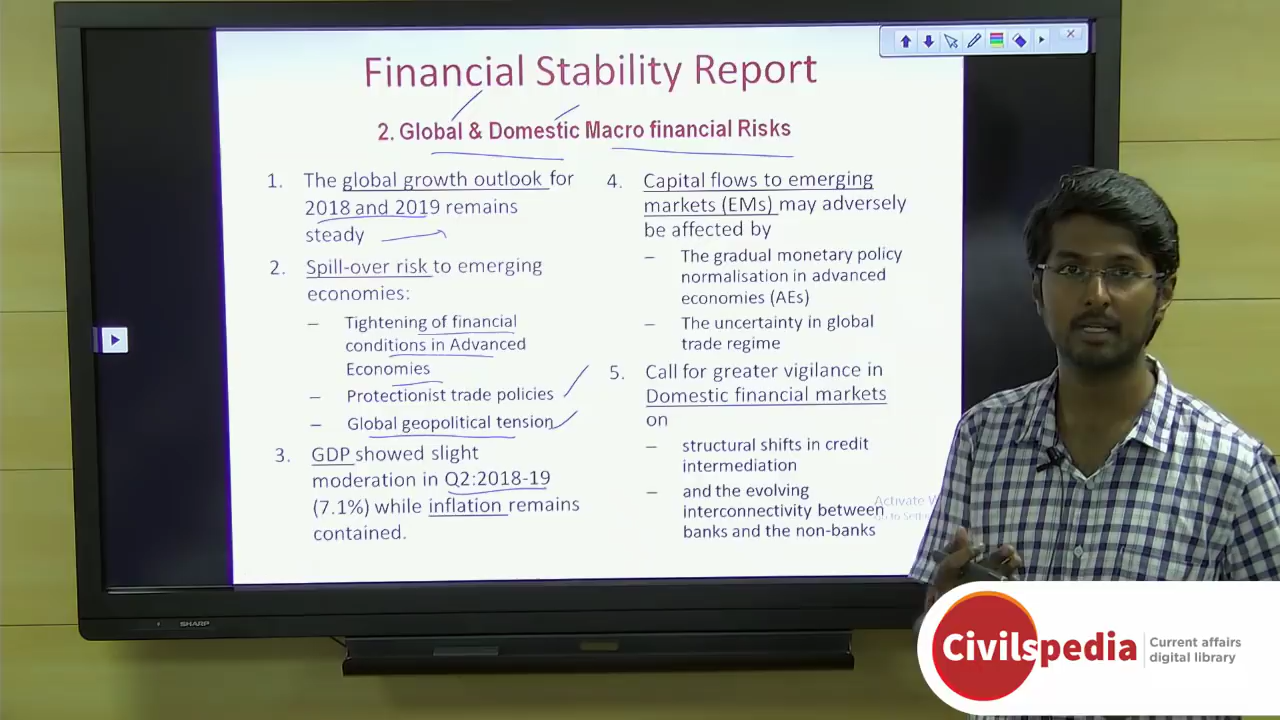 Financial Stability Report
2. Global & Domestic Macro financial Risks
1. The global growth outlook for
2018 and 2019 remains
steady
2. Spill-over risk to emerging
economies:
– Tightening of financial
conditions in Advanced
Economies
– Protectionist trade policies
– Global geopolitical tension
3. GDP showed slight
moderation in Q2:2018-19
(7.1%) while inflation remains
contained.
4. Capital flows to emerging
markets (EMs) may adversely
be affected by
– The gradual monetary policy
normalisation in advanced
economies (AEs)
– The uncertainty in global
trade regime
5. Call for greater vigilance in
Domestic financial markets
on
– structural shifts in credit
intermediation
– and the evolving
interconnectivity between
banks and the non-banks
Activate
SHARP
Civilspedia
Current affairs
digital library